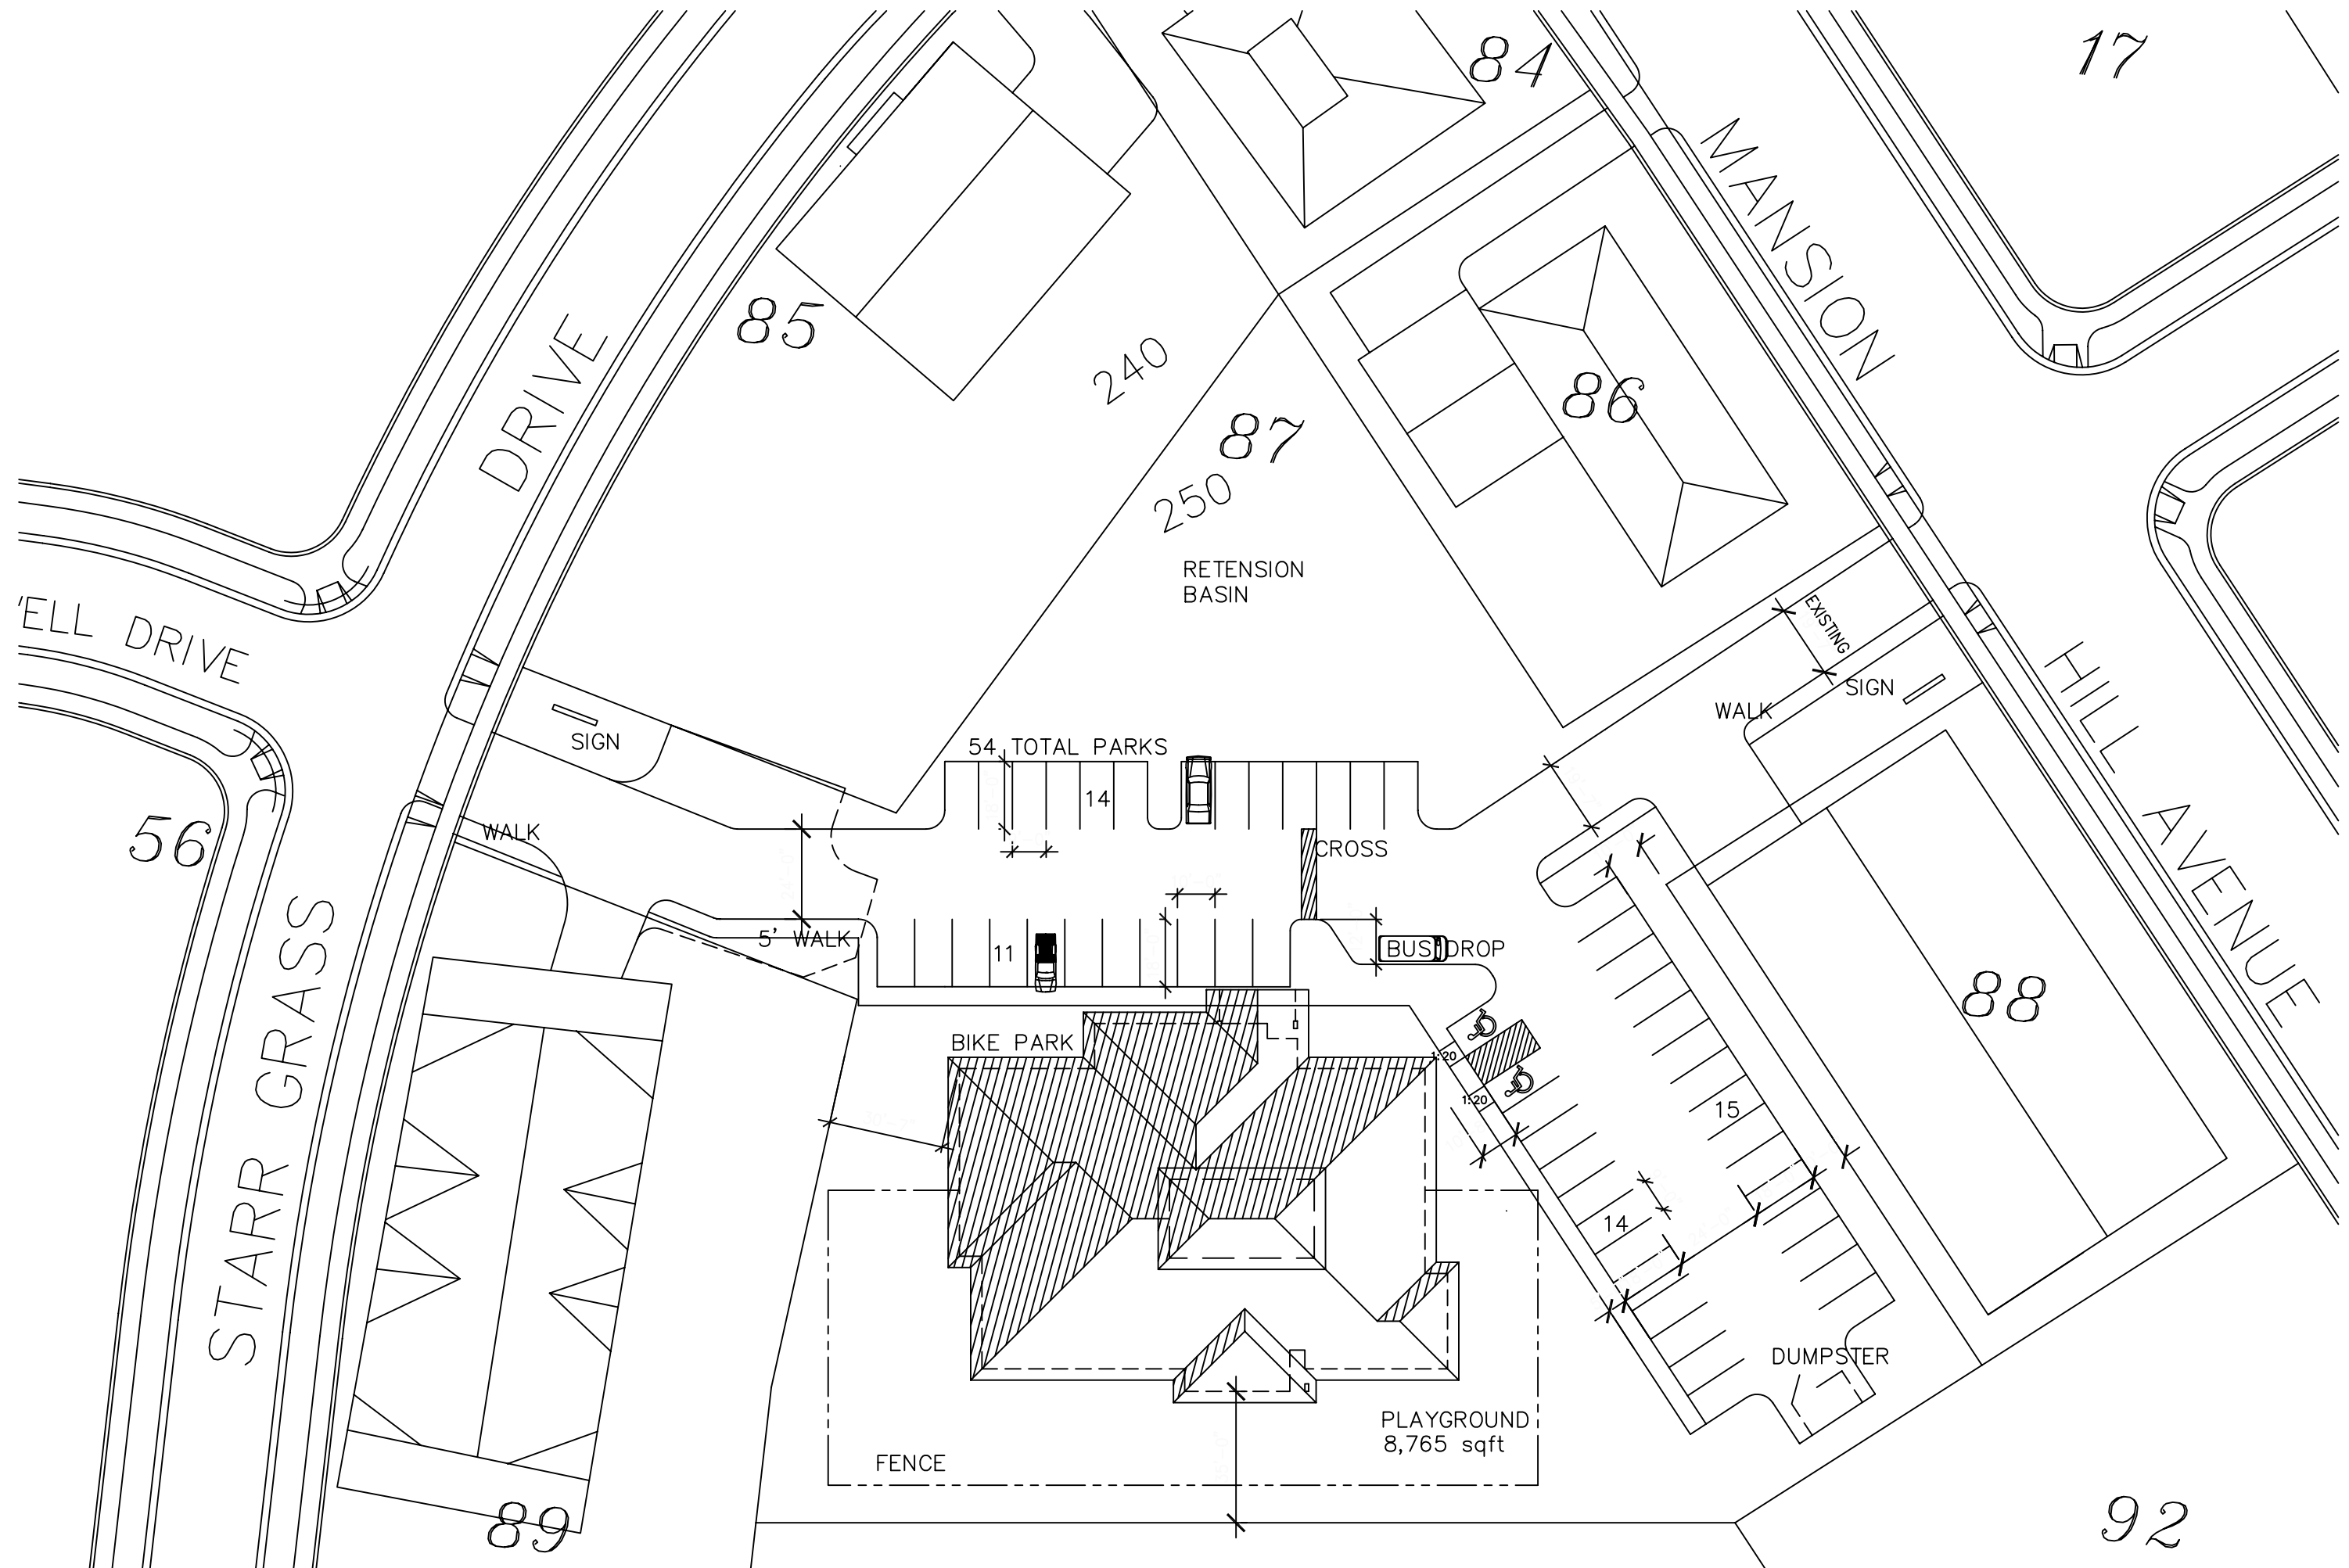 17
84
MANSION
85
DRIVE
240
86
87
250
RETENSION
BASIN
EXISTING
ELL DRIVE
SIGN
WALK
SIGN
54 TOTAL PARKS
14
56
WALK
CROSS
5' WALK
11
BUS DROP
HILL AVENUE
88
BIKE PARK
1:20
1:20
15
STARR GRASS
14
DUMPSTER
PLAYGROUND
8,765 sqft
FENCE
89
92